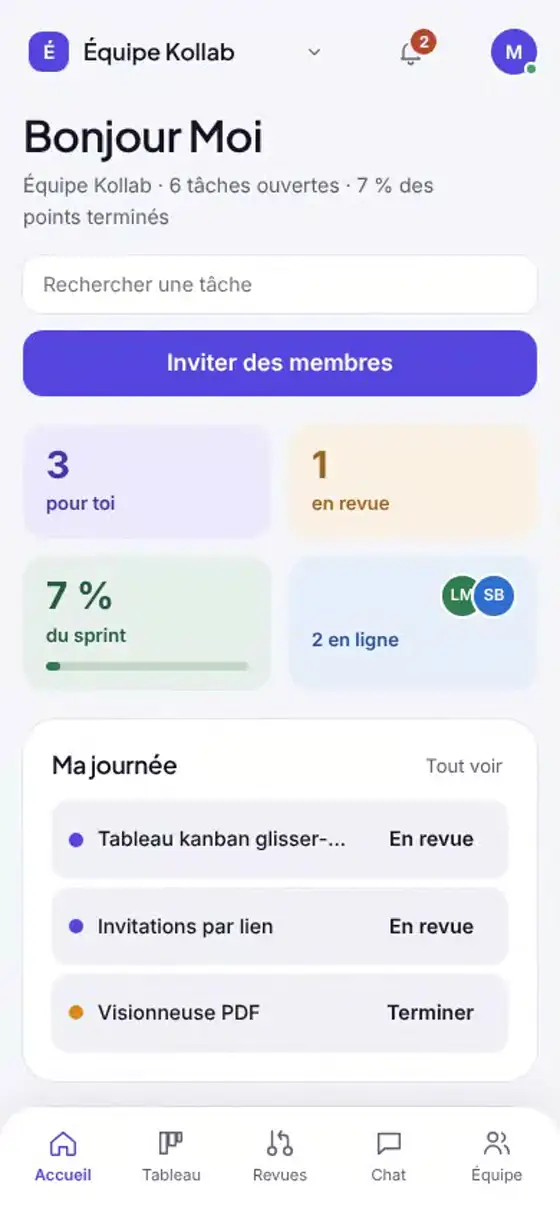 É Équipe Kollab 2 M
Bonjour Moi
Équipe Kollab · 6 tâches ouvertes · 7 % des
points terminés
Rechercher une tâche
Inviter des membres
3
pour toi
1
en revue
7 %
du sprint
LM SB
2 en ligne
Ma journée Tout voir
Tableau kanban glisser-... En revue
Invitations par lien En revue
Visionneuse PDF Terminer
Accueil Tableau Revues Chat Équipe